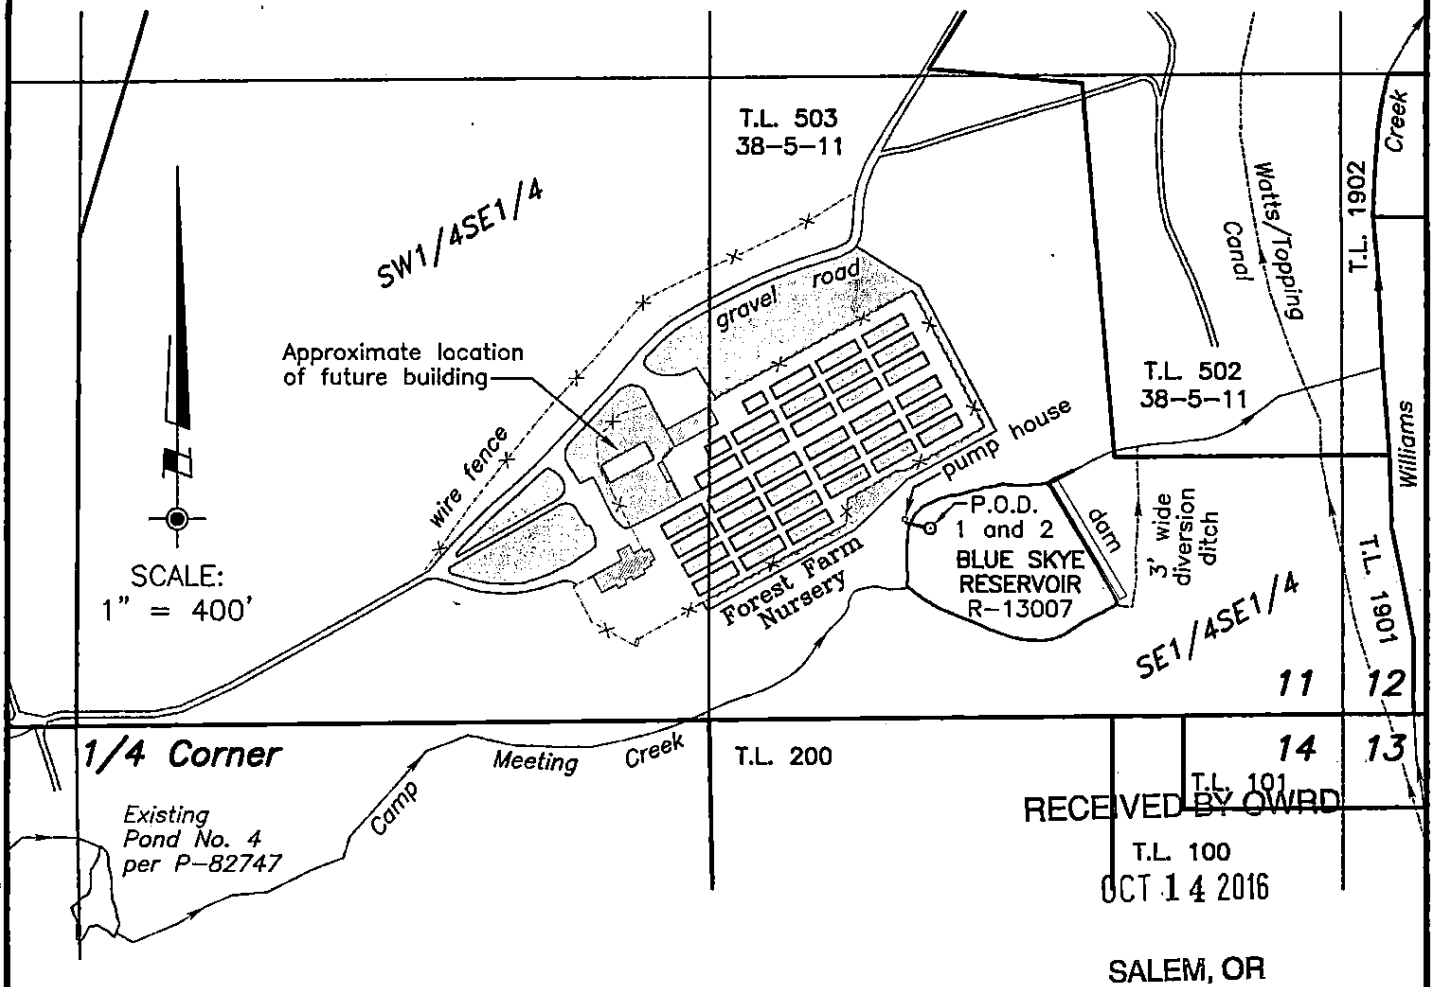 T.L. 503
38-5-11
Creek
T.L. 1902
SW1/4SE1/4
Watts/Topping
Canal
gravel road
Approximate location
of future building
T.L. 502
38-5-11
wire fence
pump house
Williams
P.O.D.
1 and 2
BLUE SKYE
RESERVOIR
R-13007
dam
3' wide
diversion
ditch
SCALE:
1" = 400'
Forest Farm
Nursery
T.L. 1901
SE1/4SE1/4
11 12
1/4 Corner
Meeting Creek
T.L. 200
14 13
Camp
T.L. 101
RECEIVED BY OWRD
Existing
Pond No. 4
per P-82747
T.L. 100
OCT 14 2016
SALEM, OR